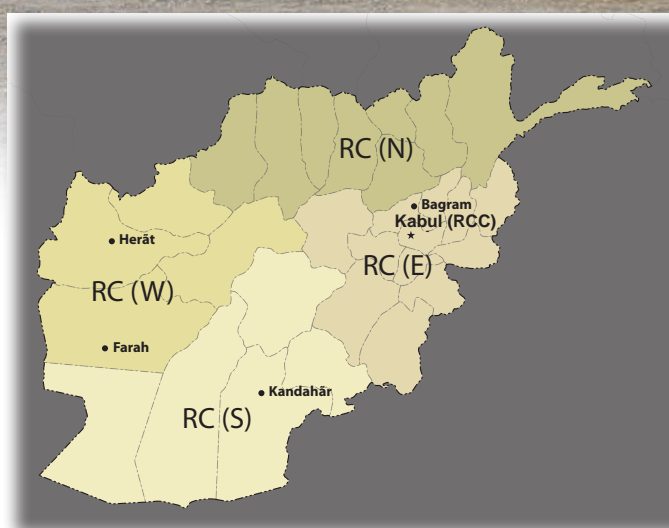 RC (N)
Bagram
Kabul (RCC)
Herāt
RC (E)
RC (W)
Farah
Kandahār
RC (S)